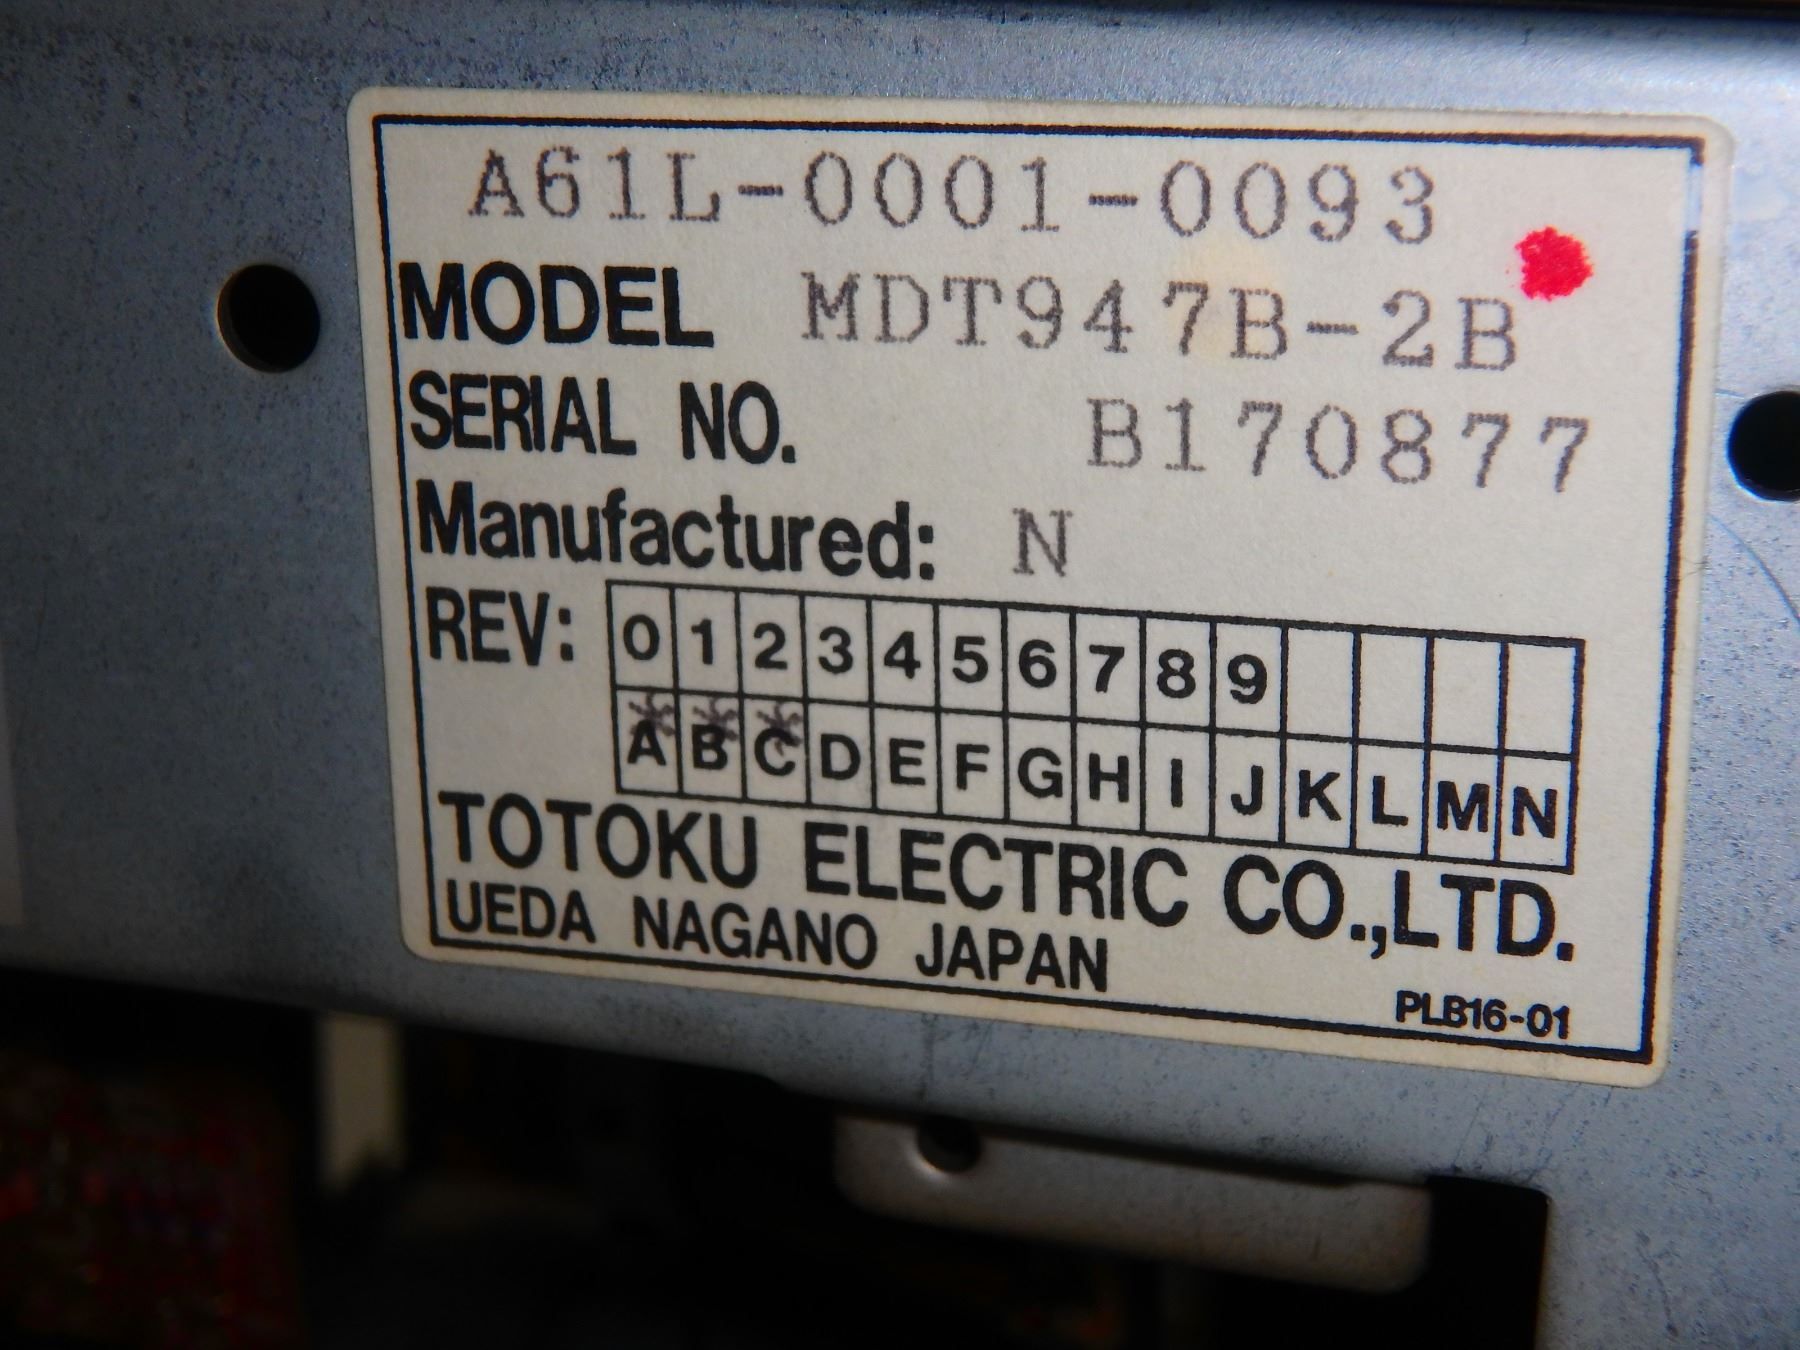 A61L-0001-0093
MODEL MDT947B-2B
SERIAL NO. B170877
Manufactured: N
REV: 0 1 2 3 4 5 6 7 8 9
A B C D E F G H I J K L M N
TOTOKU ELECTRIC CO.,LTD.
UEDA NAGANO JAPAN
PLB16-01